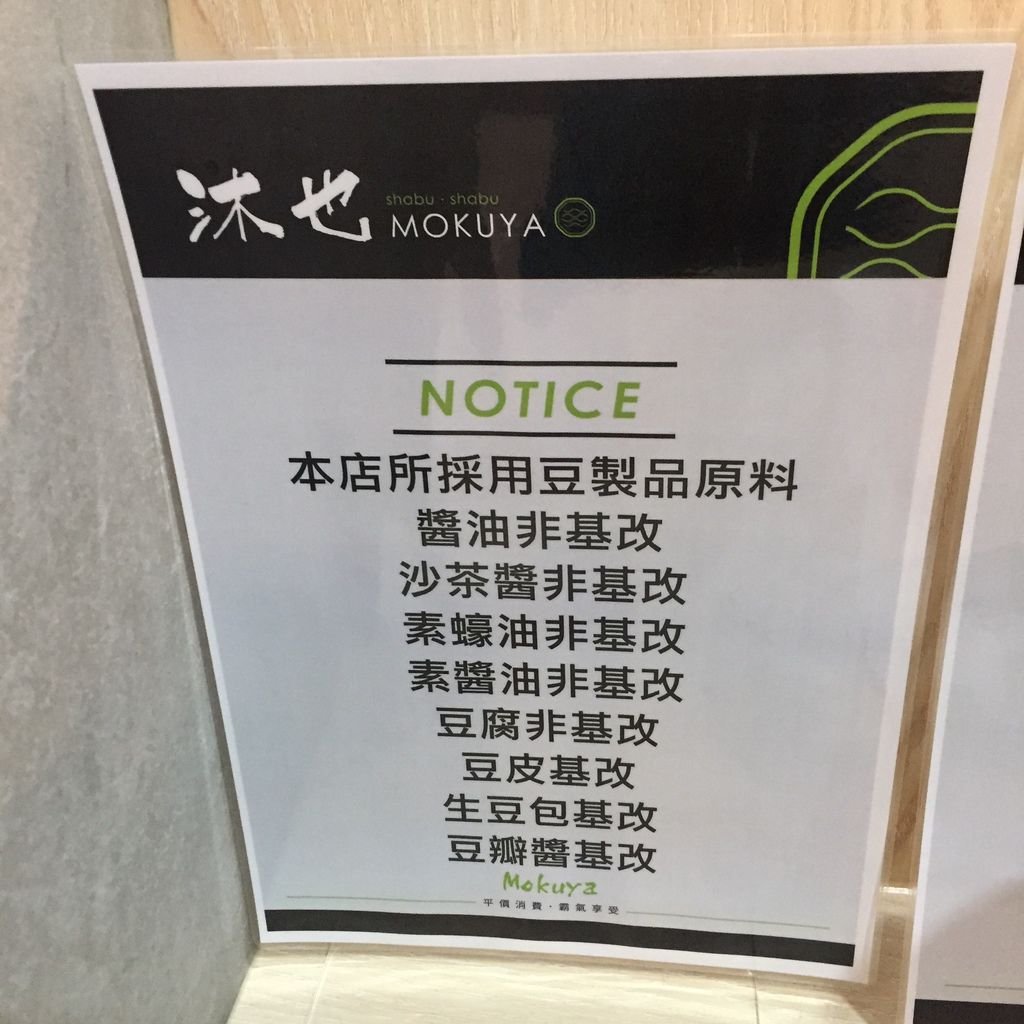 沐也
shabu · shabu
MOKUYA
NOTICE
本店所採用豆製品原料
醬油非基改
沙茶醬非基改
素蠔油非基改
素醬油非基改
豆腐非基改
豆皮基改
生豆包基改
豆瓣醬基改
Mokuya
平價消費·霸氣享受